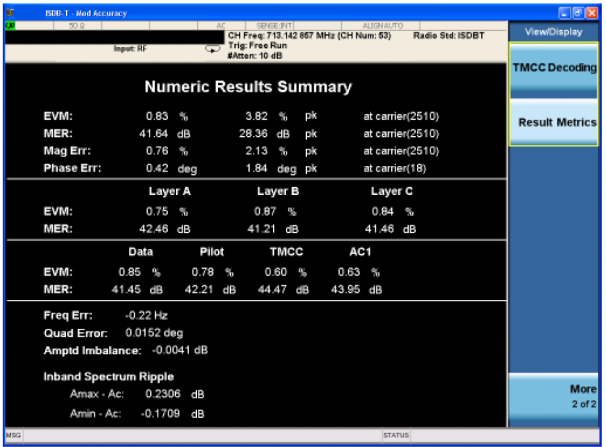 ISDB-T - Mod Accuracy
50 Ω AC SENSE:INT ALIGN AUTO
CH Freq: 713.142 857 MHz (CH Num: 53) Radio Std: ISDBT
Input: RF Trig: Free Run
#Atten: 10 dB
View/Display
TMCC Decoding
Result Metrics
More
2 of 2
Numeric Results Summary
EVM: 0.83 % 3.82 % pk at carrier(2510)
MER: 41.64 dB 28.36 dB pk at carrier(2510)
Mag Err: 0.76 % 2.13 % pk at carrier(2510)
Phase Err: 0.42 deg 1.84 deg pk at carrier(18)
Layer A Layer B Layer C
EVM: 0.75 % 0.87 % 0.84 %
MER: 42.46 dB 41.21 dB 41.46 dB
Data Pilot TMCC AC1
EVM: 0.85 % 0.78 % 0.60 % 0.63 %
MER: 41.45 dB 42.21 dB 44.47 dB 43.95 dB
Freq Err: -0.22 Hz
Quad Error: 0.0152 deg
Amptd Imbalance: -0.0041 dB
Inband Spectrum Ripple
Amax - Ac: 0.2306 dB
Amin - Ac: -0.1709 dB
MSG STATUS